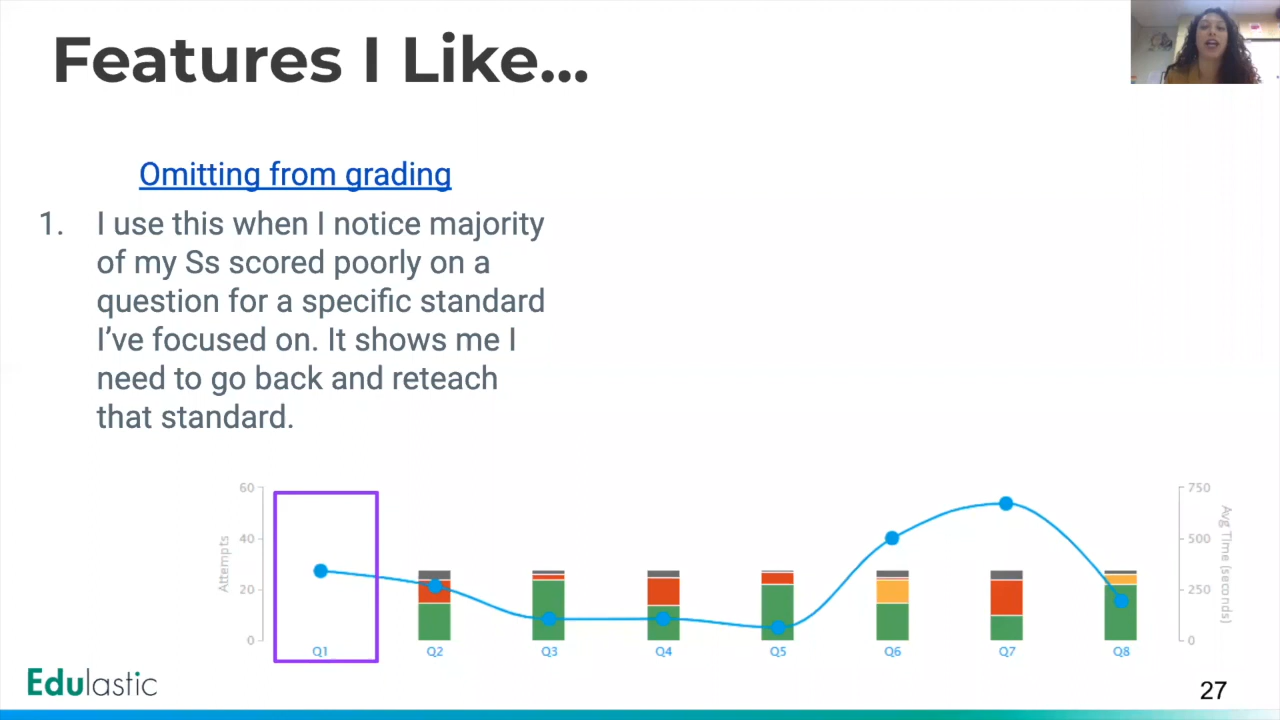 Features I Like...
Omitting from grading
1. I use this when I notice majority
of my Ss scored poorly on a
question for a specific standard
I've focused on. It shows me I
need to go back and reteach
that standard.
60
40
20
0
Attempts
750
500
250
0
Avg Time (seconds)
Q1 Q2 Q3 Q4 Q5 Q6 Q7 Q8
Edulastic
27